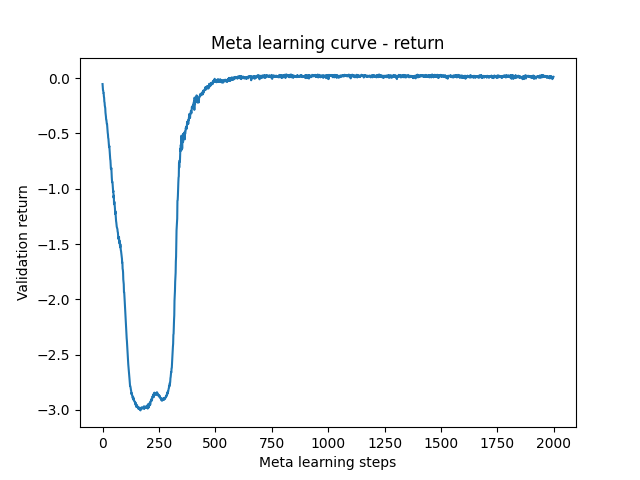 Meta learning curve - return
Validation return
0.0
−0.5
−1.0
−1.5
−2.0
−2.5
−3.0
0 250 500 750 1000 1250 1500 1750 2000
Meta learning steps